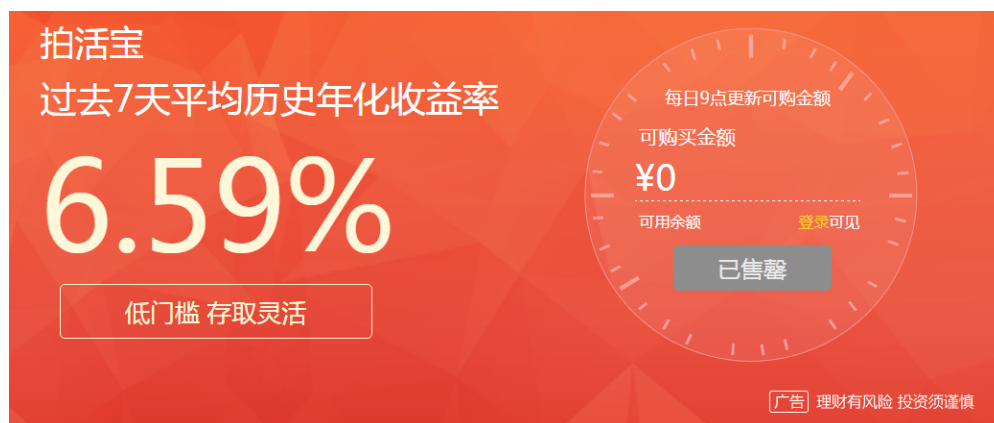 拍活宝
过去7天平均历史年化收益率
6.59%
低门槛 存取灵活
每日9点更新可购金额
可购买金额
¥0
可用余额 登录可见
已售罄
广告 理财有风险 投资须谨慎